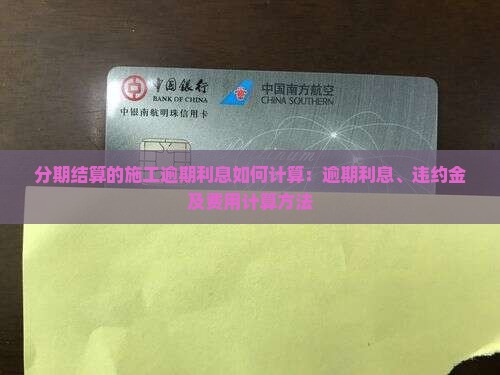 中国银行
BANK OF CHINA
中国南方航空
CHINA SOUTHERN
中银南航明珠信用卡
分期结算的施工逾期利息如何计算：逾期利息、违约金
及费用计算方法